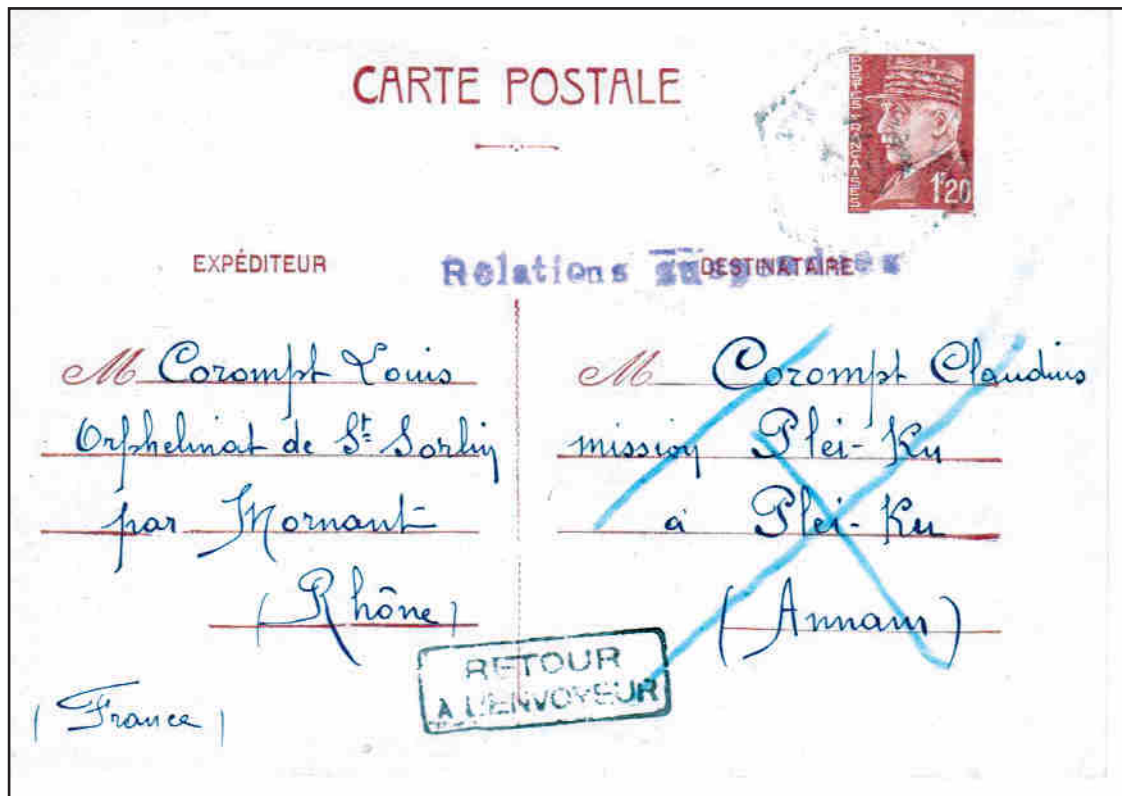 CARTE POSTALE
POSTES FRANÇAISES
1F20
EXPÉDITEUR
DESTINATAIRE
Relations suspendues
M Corompt Louis
Orphelinat de St Sorlin
par Mornant
(Rhône)
(France)
M Corompt Claudius
mission Plei-Ku
à Plei-Ku
(Annam)
RETOUR
A L'ENVOYEUR